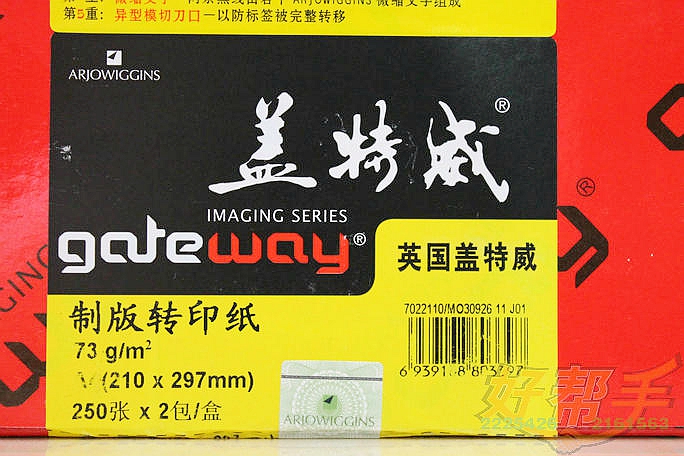 第5重：异型模切刀口一以防标签被完整转移
ARJOWIGGINS
盖特威®
IMAGING SERIES
gateway®
英国盖特威
制版转印纸
73 g/m²
(210 x 297mm)
250张 x 2包/盒
7022110/MO30926 11 J01
ARJOWIGGINS
好帮手